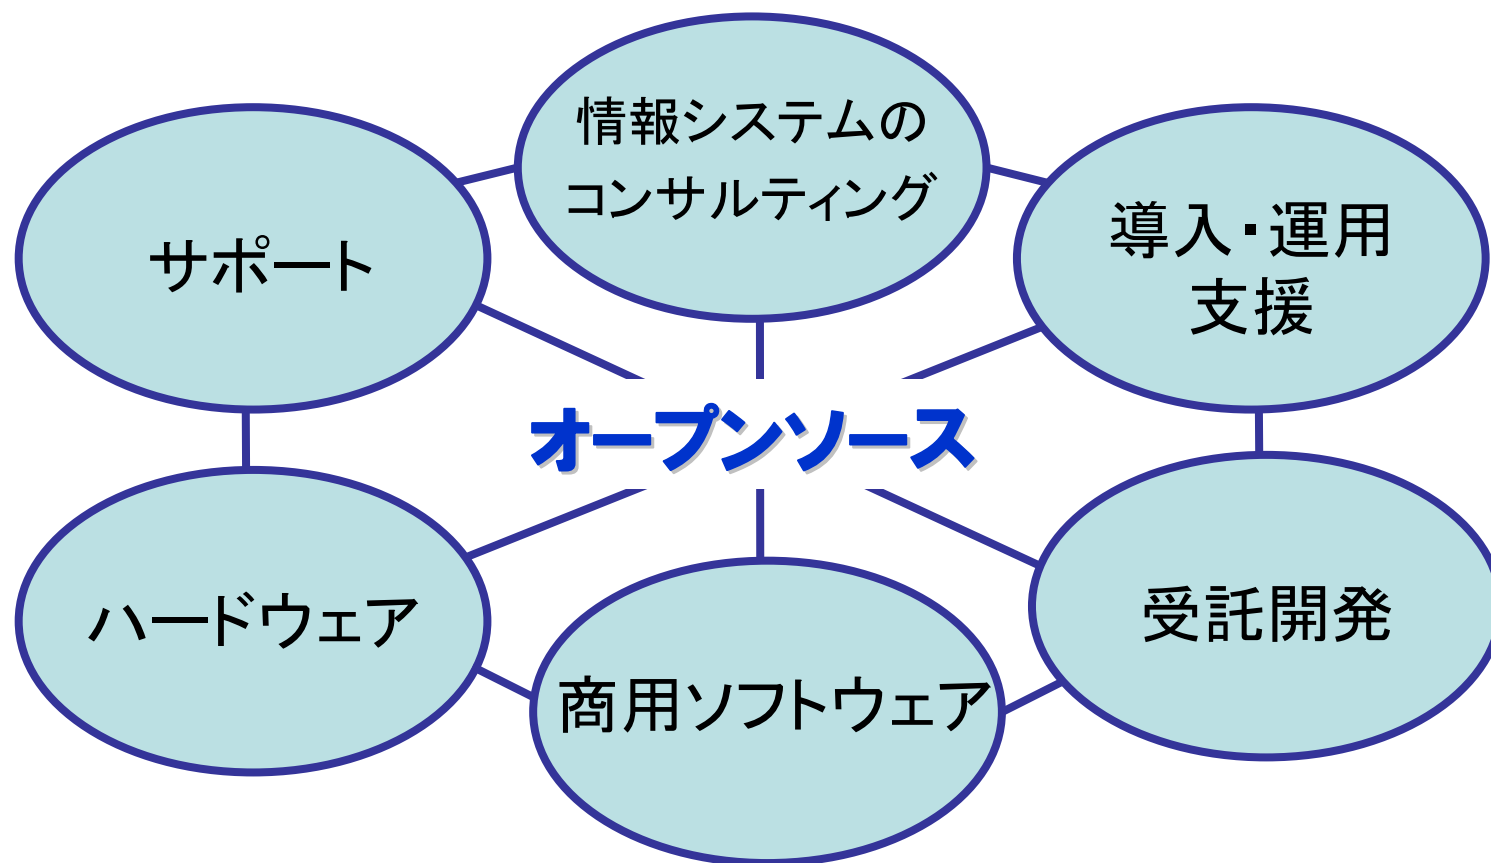 情報システムの
コンサルティング
サポート
導入・運用
支援
オープンソース
ハードウェア
受託開発
商用ソフトウェア